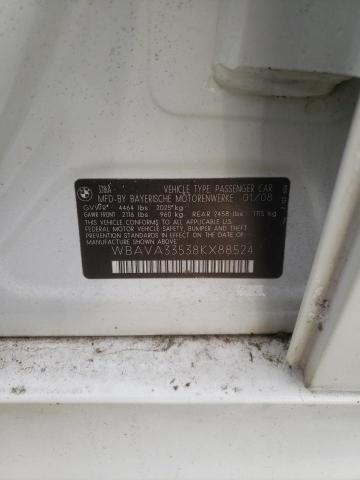 BMW 328i VEHICLE TYPE: PASSENGER CAR
MFD-BY BAYERISCHE MOTORENWERKE 01/08
GVWR* 4464 lbs 2025*kg
GAWR FRONT 2116 lbs 960 kg REAR 2458 lbs 1115 kg
THIS VEHICLE CONFORMS TO ALL APPLICABLE U.S.
FEDERAL MOTOR VEHICLE SAFETY, BUMPER, AND THEFT
PREVENTION STANDARDS IN EFFECT ON THE DATE OF
MANUFACTURE SHOWN ABOVE.
WBAVA33538KX88524